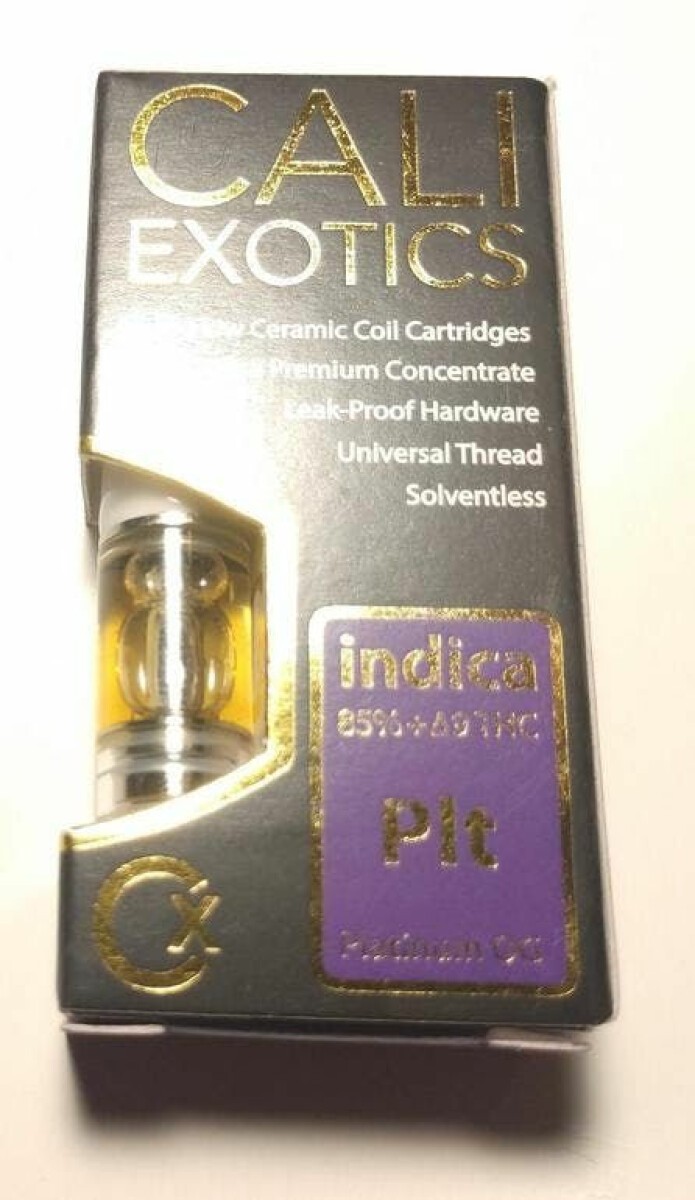 CALI
EXOTICS
Ceramic Coil Cartridges
Premium Concentrate
Leak-Proof Hardware
Universal Thread
Solventless
indica
85%+Δ9THC
Plt
Platinum OG
Cx